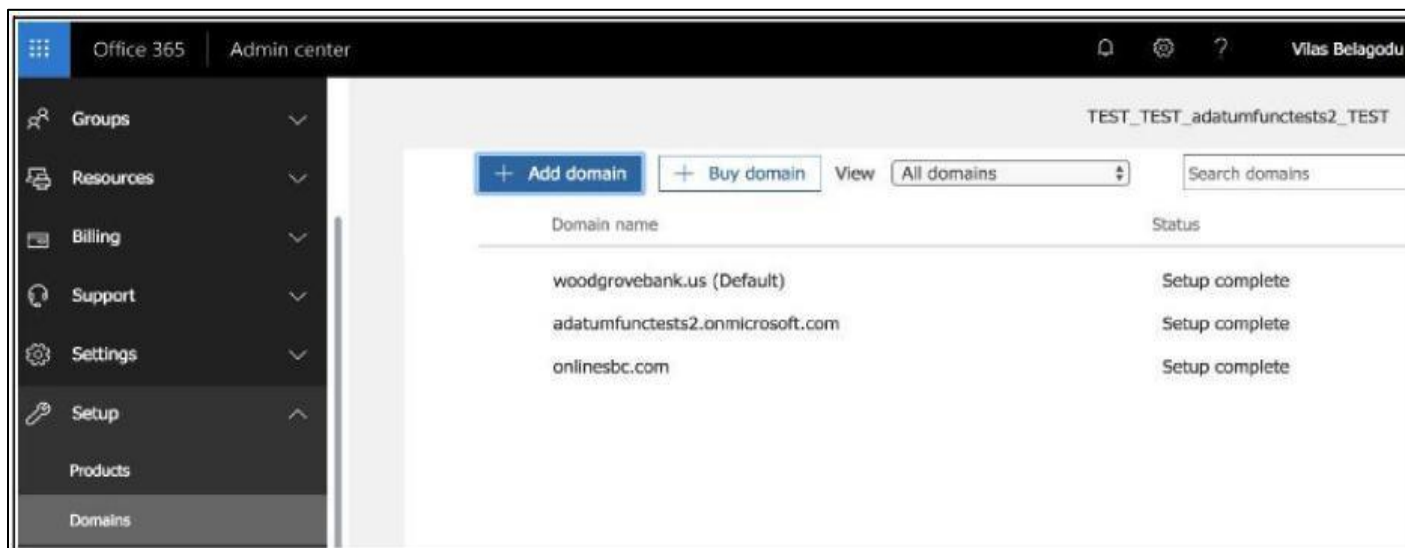 Office 365 Admin center ? Vilas Belagodu
Groups
Resources
Billing
Support
Settings
Setup
Products
Domains
TEST_TEST_adatumfunctests2_TEST
+ Add domain + Buy domain View All domains Search domains
Domain name Status
woodgrovebank.us (Default) Setup complete
adatumfunctests2.onmicrosoft.com Setup complete
onlinesbc.com Setup complete